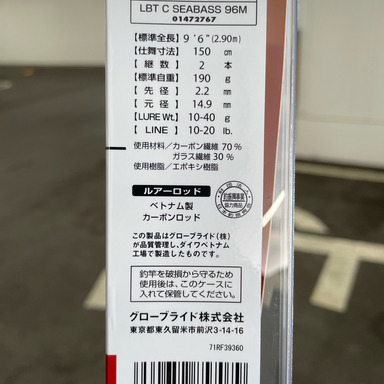 LBT C SEABASS 96M
01472767
【標準全長】 9´6˝(2.90m)
【仕舞寸法】 150 cm
【継数】 2 本
【標準自重】 190 g
【先径】 2.2 mm
【元径】 14.9 mm
【LURE Wt.】 10-40 g
【LINE】 10-20 lb.
使用材料/カーボン繊維 70%
ガラス繊維 30%
使用樹脂/エポキシ樹脂
ルアーロッド
ベトナム製
カーボンロッド
釣振興事業
協力商品
この製品はグローブライド(株)
が品質管理し、ダイワベトナム
工場で製造したものです。
釣竿を破損から守るため
使用後は、このケースに
入れて保管してください。
グローブライド株式会社
東京都東久留米市前沢3-14-16
71RF39360